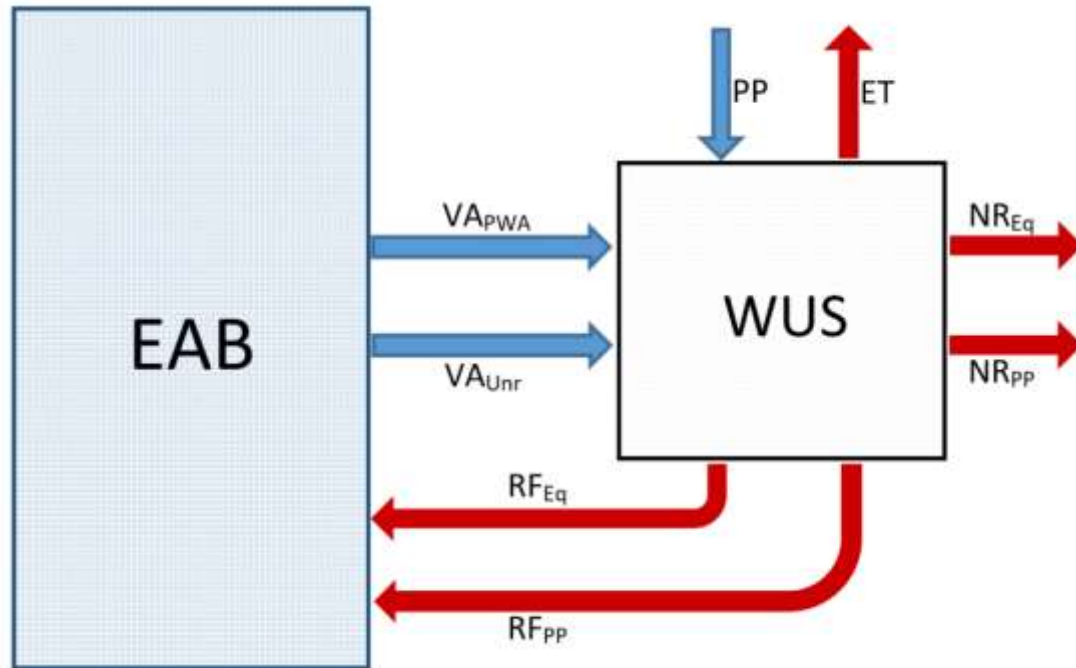 PP
ET
VAPWA
NREq
EAB
WUS
VAUnr
NRPP
RFEq
RFPP